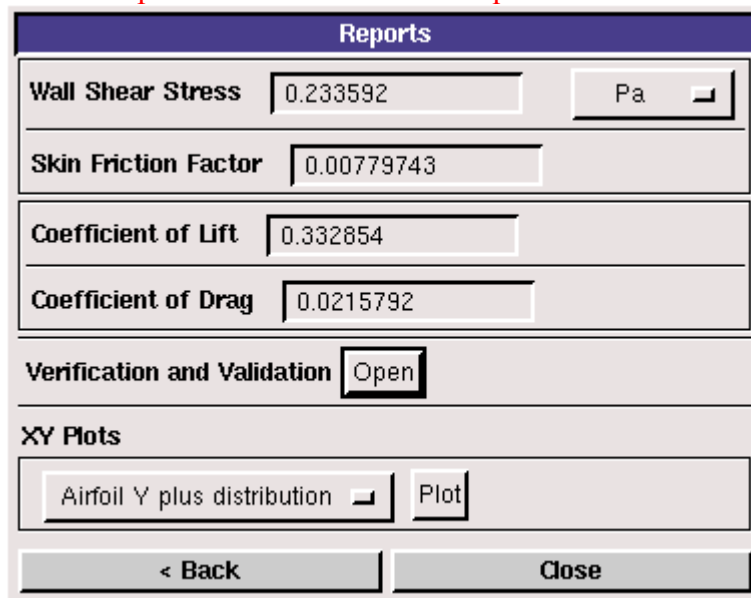 Reports
Wall Shear Stress 0.233592 Pa
Skin Friction Factor 0.00779743
Coefficient of Lift 0.332854
Coefficient of Drag 0.0215792
Verification and Validation Open
XY Plots
Airfoil Y plus distribution Plot
< Back Close